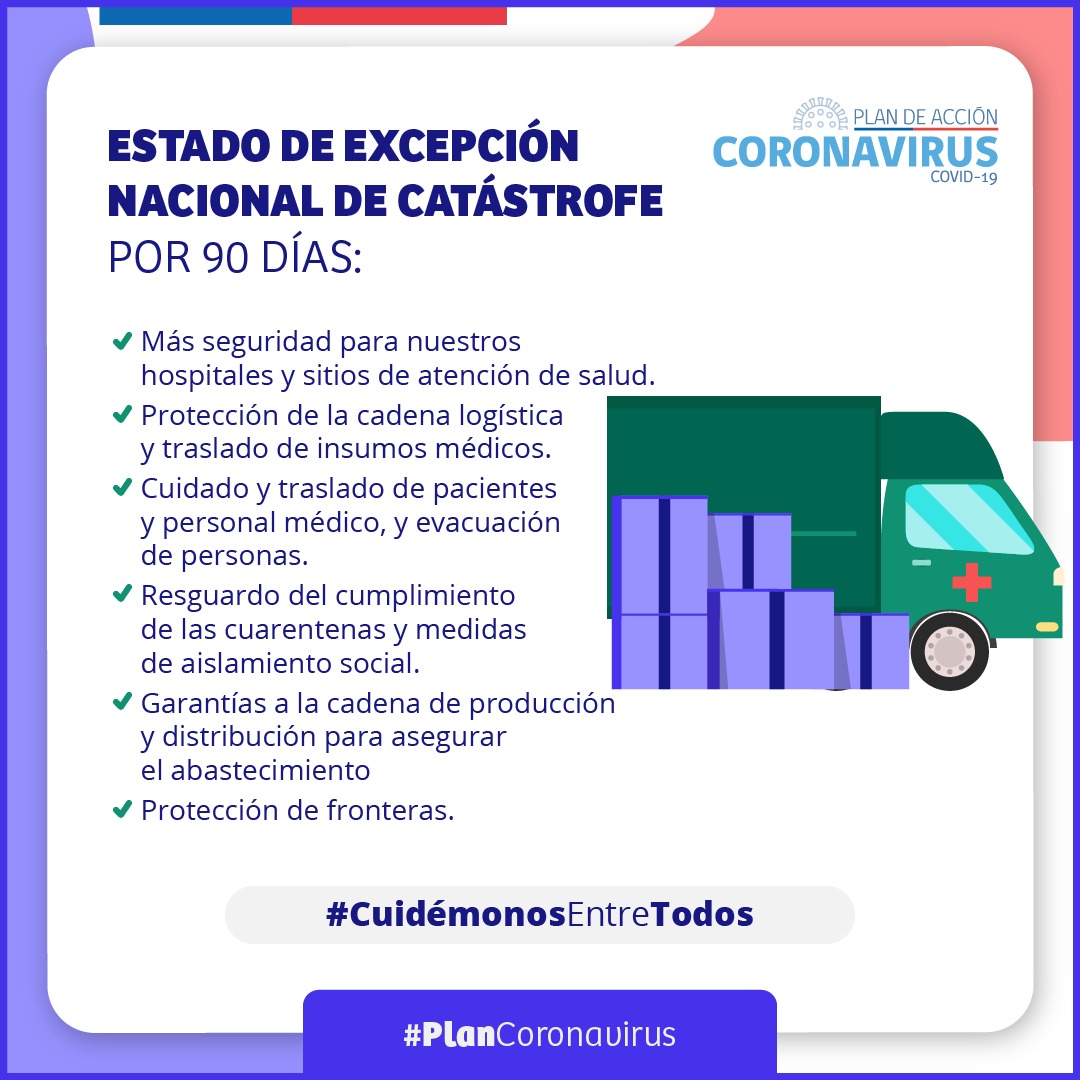 ESTADO DE EXCEPCIÓN
NACIONAL DE CATÁSTROFE
POR 90 DÍAS:
PLAN DE ACCIÓN
CORONAVIRUS
COVID-19
Más seguridad para nuestros
hospitales y sitios de atención de salud.
Protección de la cadena logística
y traslado de insumos médicos.
Cuidado y traslado de pacientes
y personal médico, y evacuación
de personas.
Resguardo del cumplimiento
de las cuarentenas y medidas
de aislamiento social.
Garantías a la cadena de producción
y distribución para asegurar
el abastecimiento
Protección de fronteras.
#CuidémonosEntreTodos
#PlanCoronavirus